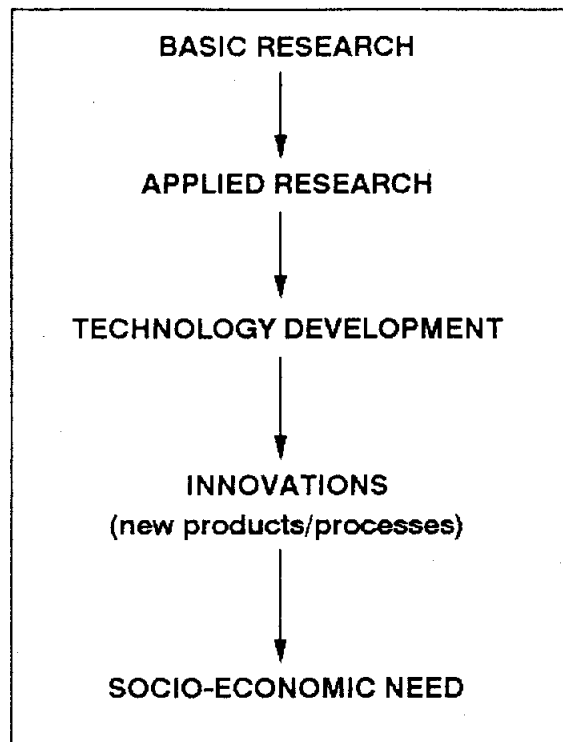 BASIC RESEARCH
APPLIED RESEARCH
TECHNOLOGY DEVELOPMENT
INNOVATIONS
(new products/processes)
SOCIO-ECONOMIC NEED